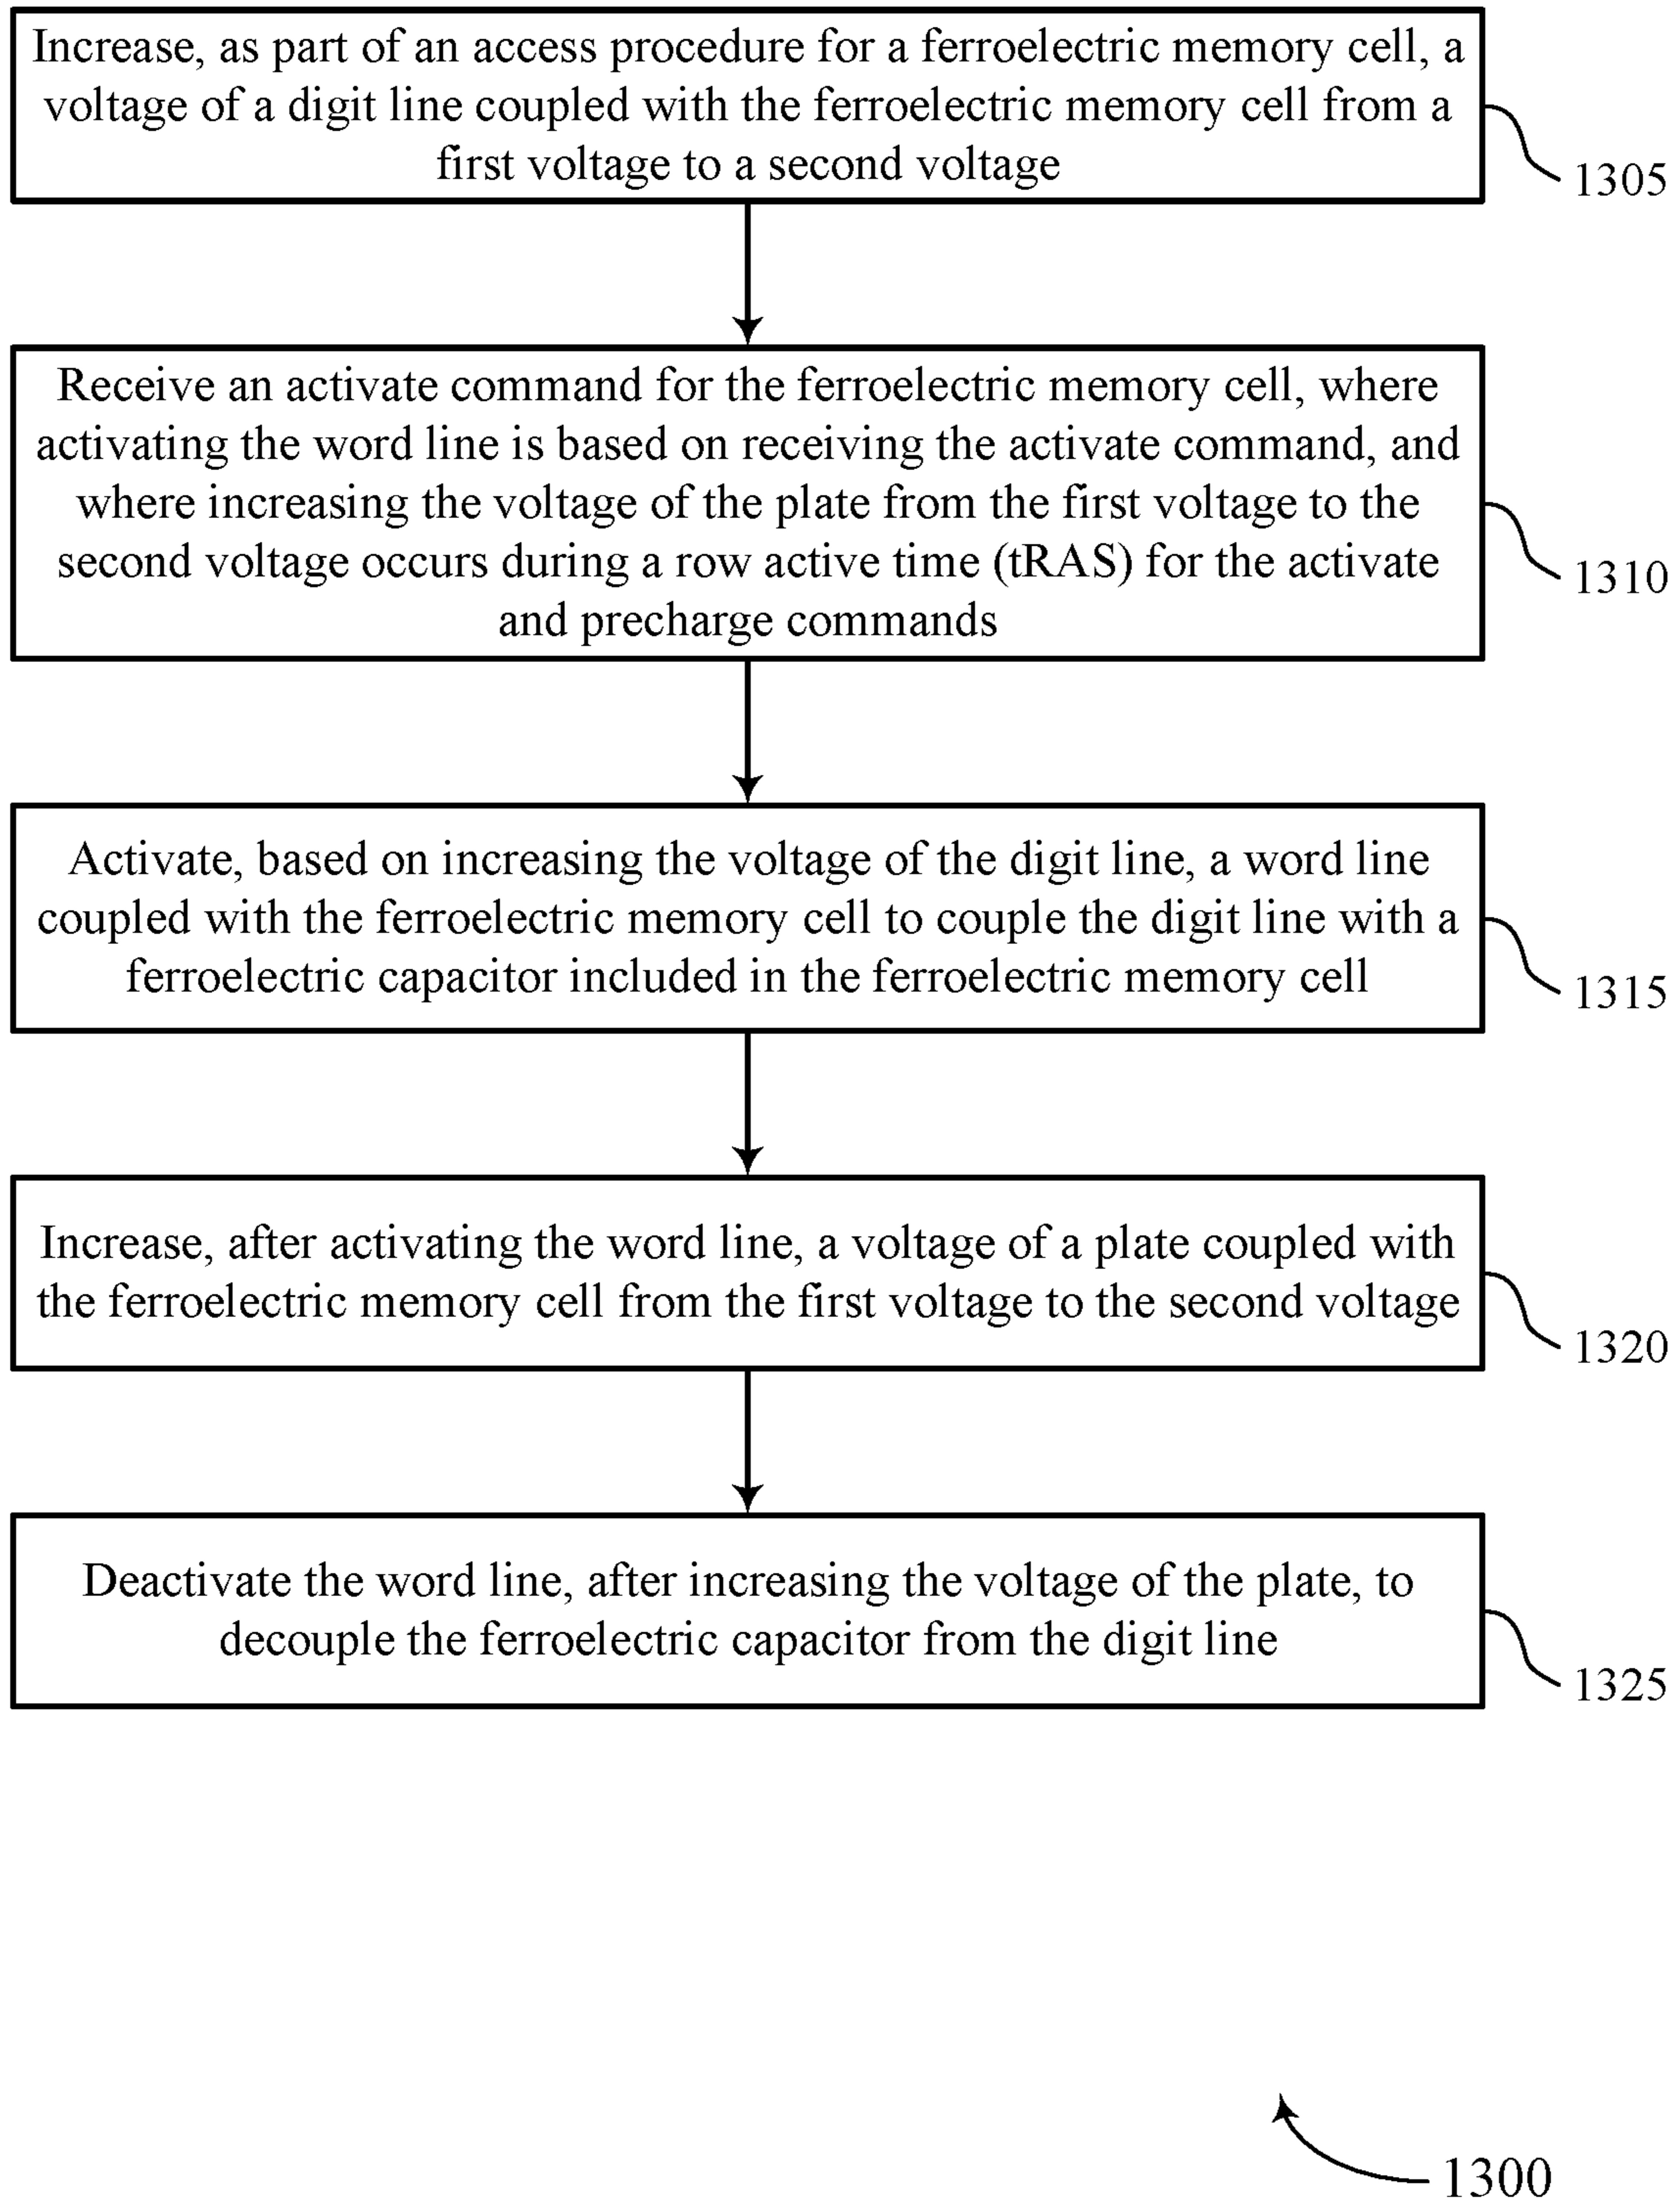 Increase, as part of an access procedure for a ferroelectric memory cell, a
voltage of a digit line coupled with the ferroelectric memory cell from a
first voltage to a second voltage
1305
Receive an activate command for the ferroelectric memory cell, where
activating the word line is based on receiving the activate command, and
where increasing the voltage of the plate from the first voltage to the
second voltage occurs during a row active time (tRAS) for the activate
and precharge commands
1310
Activate, based on increasing the voltage of the digit line, a word line
coupled with the ferroelectric memory cell to couple the digit line with a
ferroelectric capacitor included in the ferroelectric memory cell
1315
Increase, after activating the word line, a voltage of a plate coupled with
the ferroelectric memory cell from the first voltage to the second voltage
1320
Deactivate the word line, after increasing the voltage of the plate, to
decouple the ferroelectric capacitor from the digit line
1325
1300